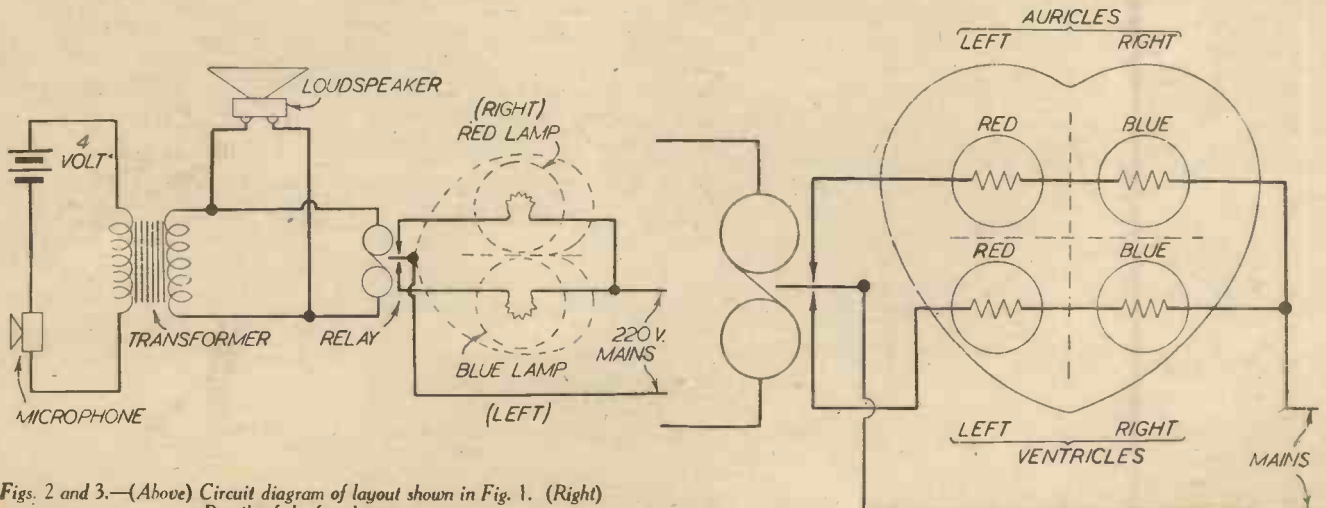 AURICLES
LEFT RIGHT
LOUDSPEAKER
(RIGHT)
RED LAMP
4
VOLT
RED BLUE
RED BLUE
TRANSFORMER
RELAY
220 V.
MAINS
BLUE LAMP
MICROPHONE
(LEFT)
LEFT RIGHT
VENTRICLES
MAINS
Figs. 2 and 3.—(Above) Circuit diagram of layout shown in Fig. 1. (Right)